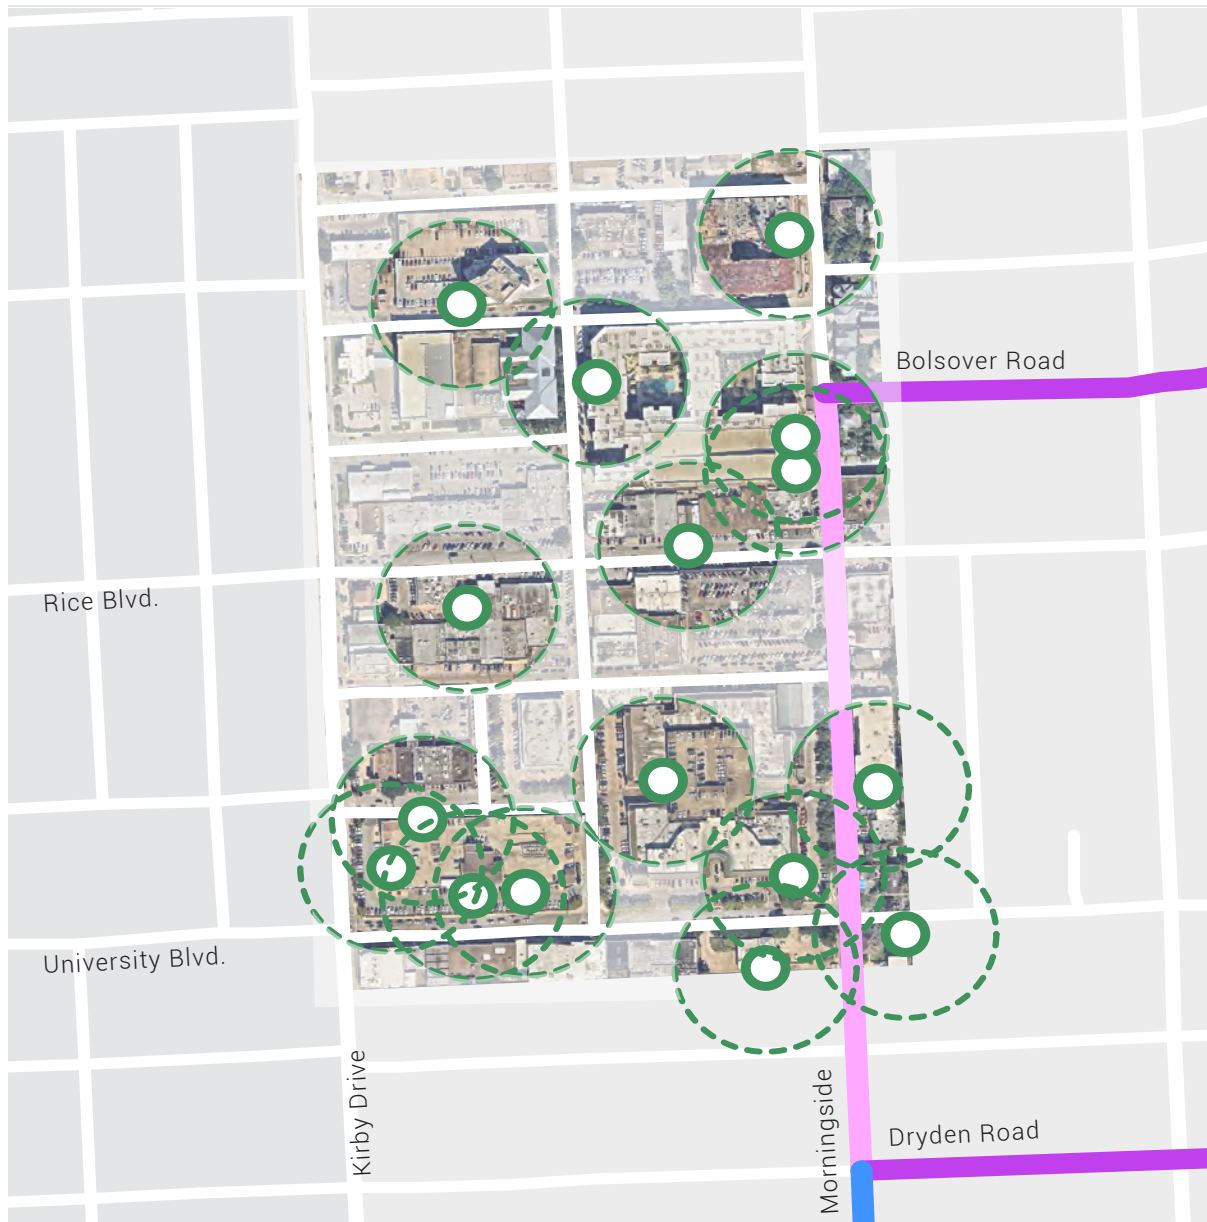 Bolsover Road
Rice Blvd.
University Blvd.
Kirby Drive
Morningside
Dryden Road